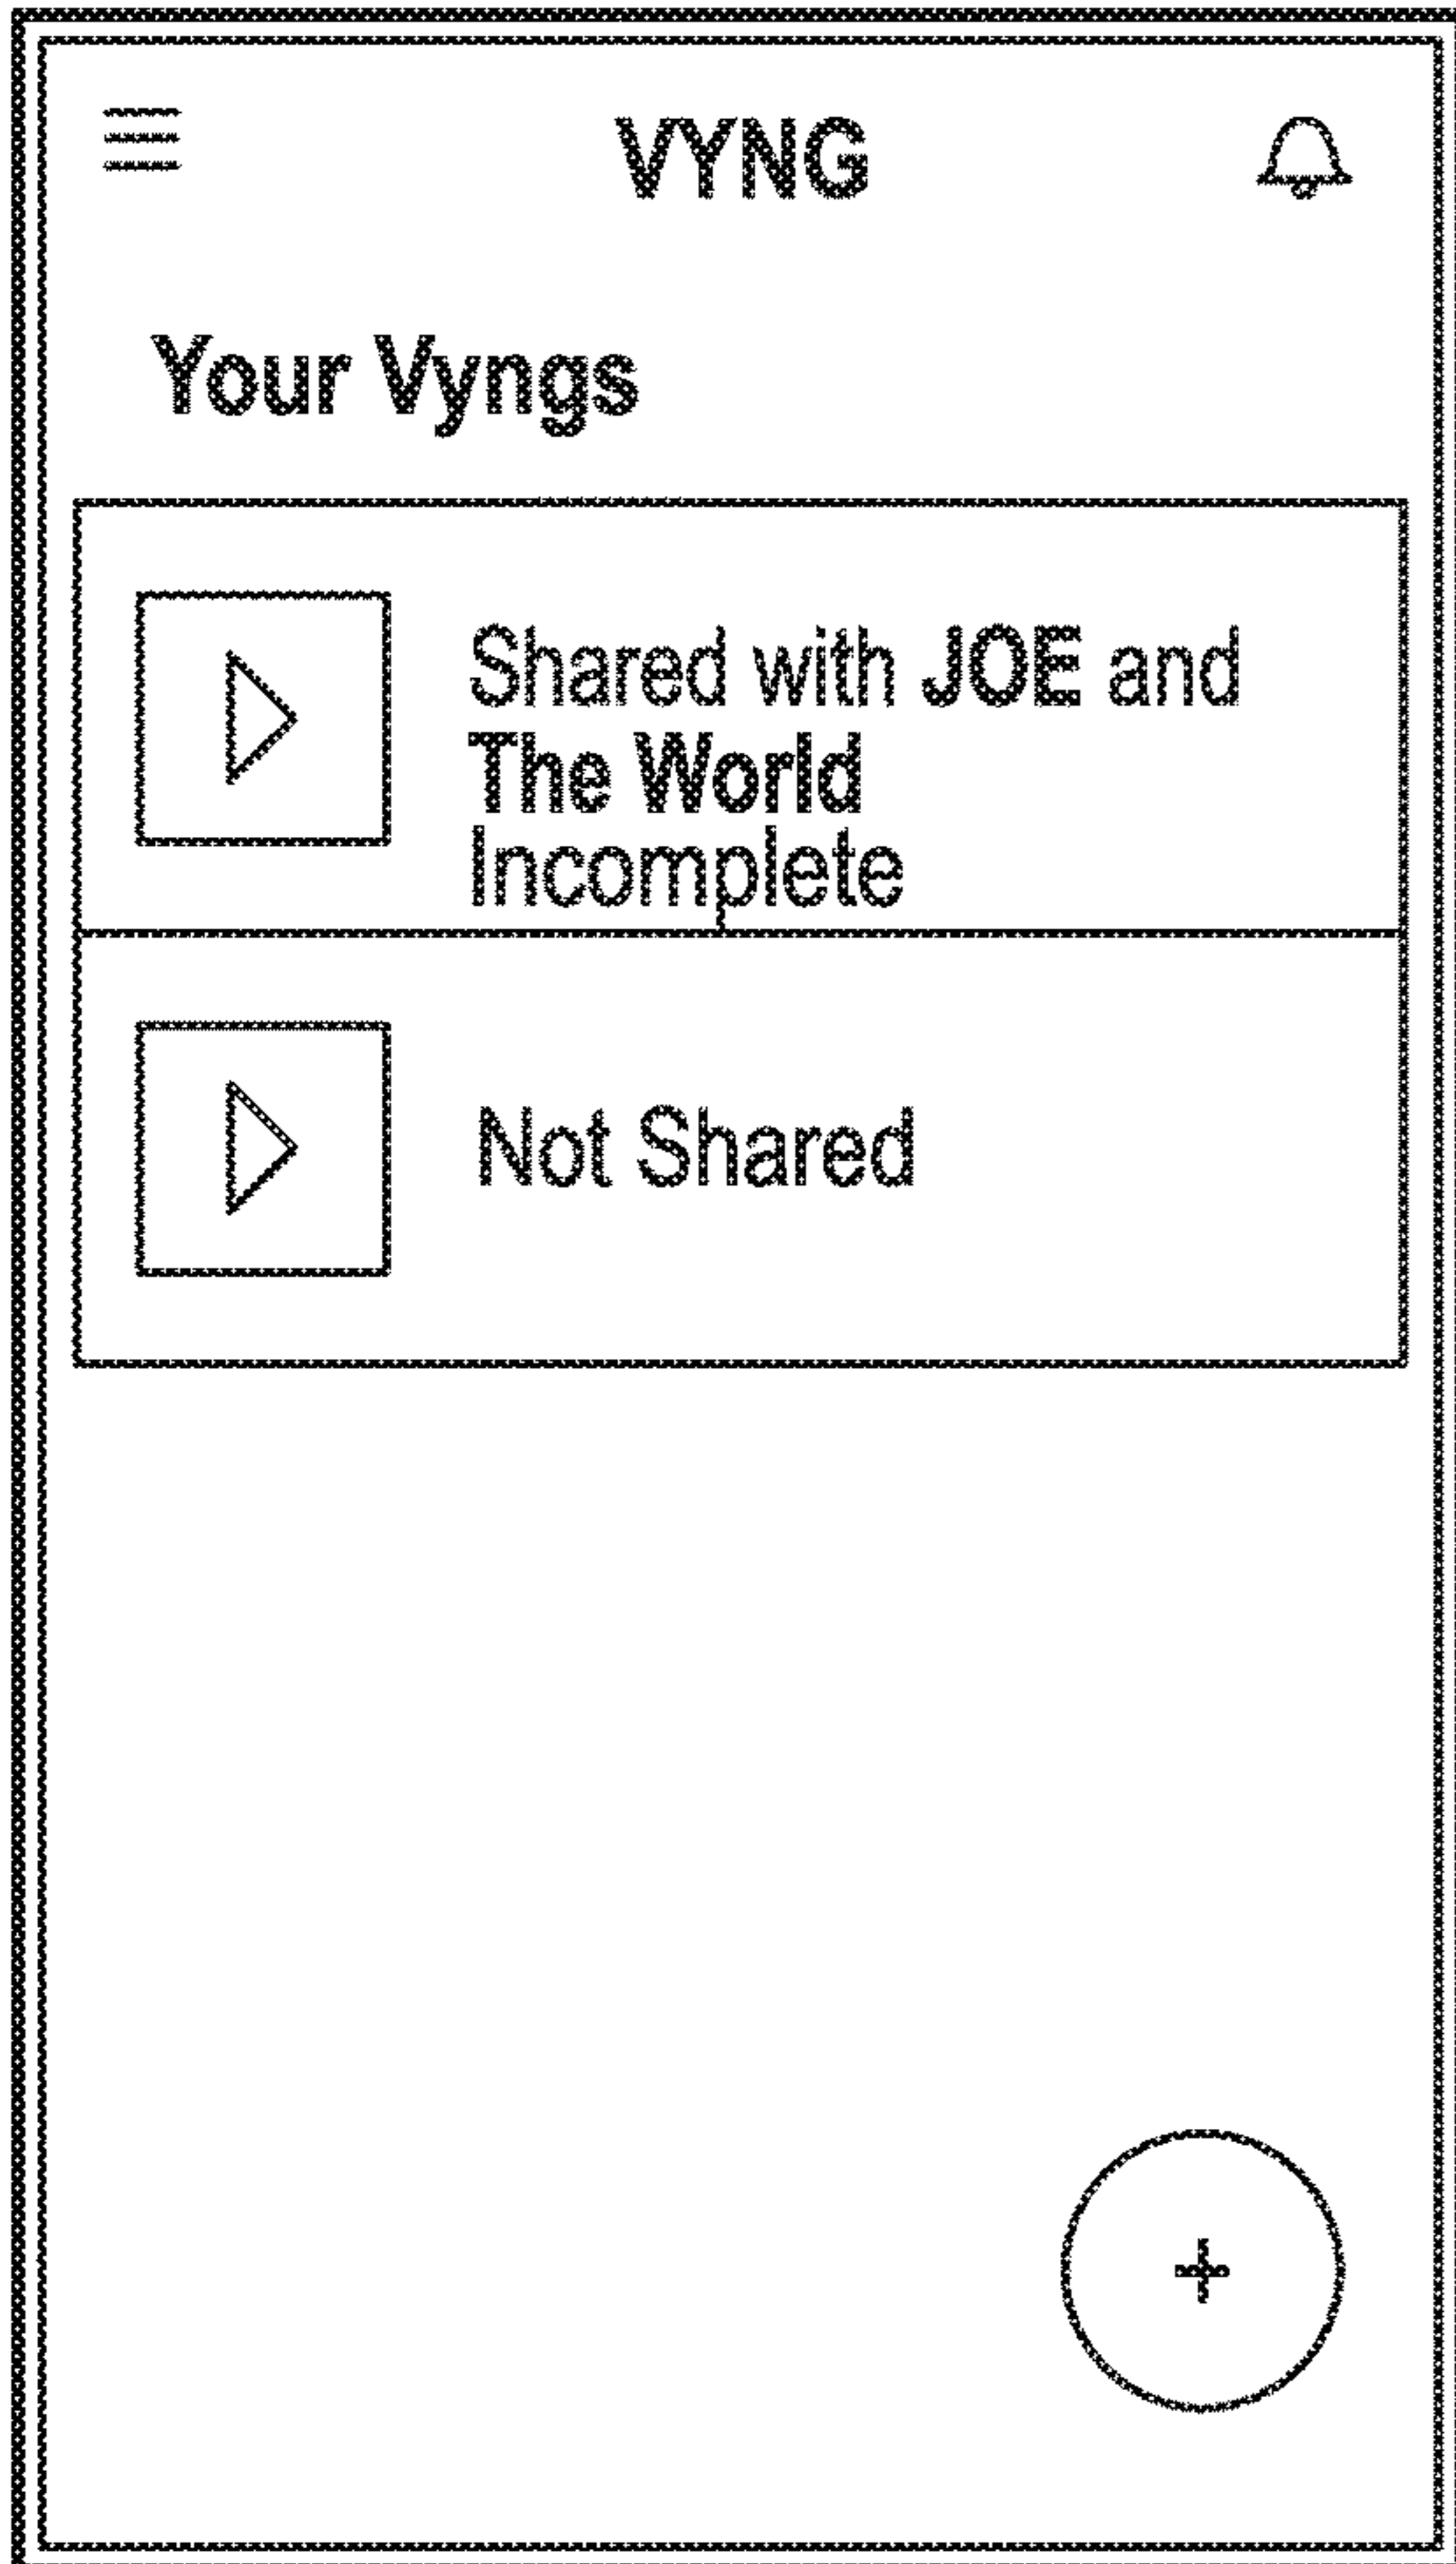 VYNG
Your Vyngs
Shared with JOE and
The World
Incomplete
Not Shared
+